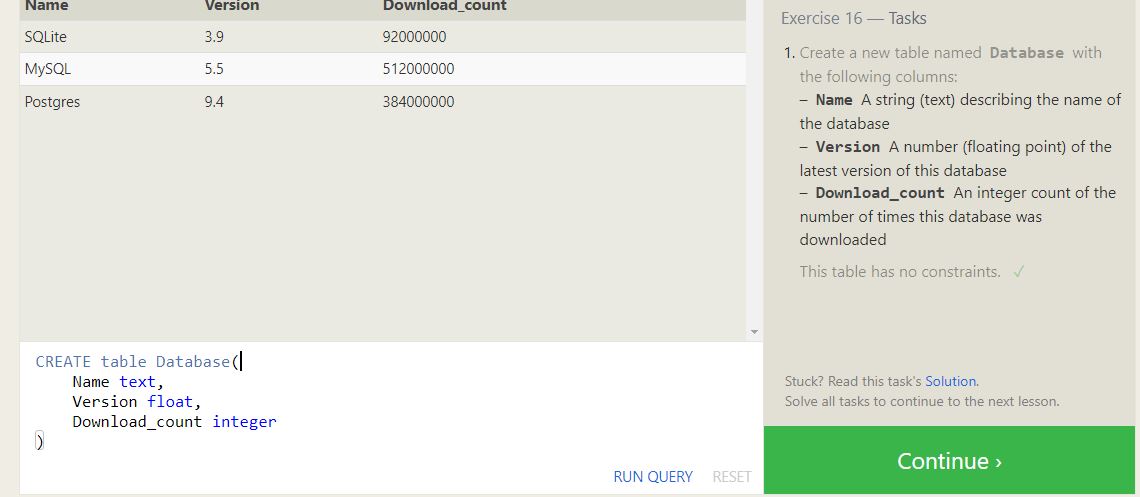 Name Version Download_count
SQLite 3.9 92000000
MySQL 5.5 512000000
Postgres 9.4 384000000
CREATE table Database(
Name text,
Version float,
Download_count integer
)
RUN QUERY RESET
Exercise 16 — Tasks
1. Create a new table named Database with
the following columns:
– Name A string (text) describing the name of
the database
– Version A number (floating point) of the
latest version of this database
– Download_count An integer count of the
number of times this database was
downloaded
This table has no constraints. ✓
Stuck? Read this task's Solution.
Solve all tasks to continue to the next lesson.
Continue ›